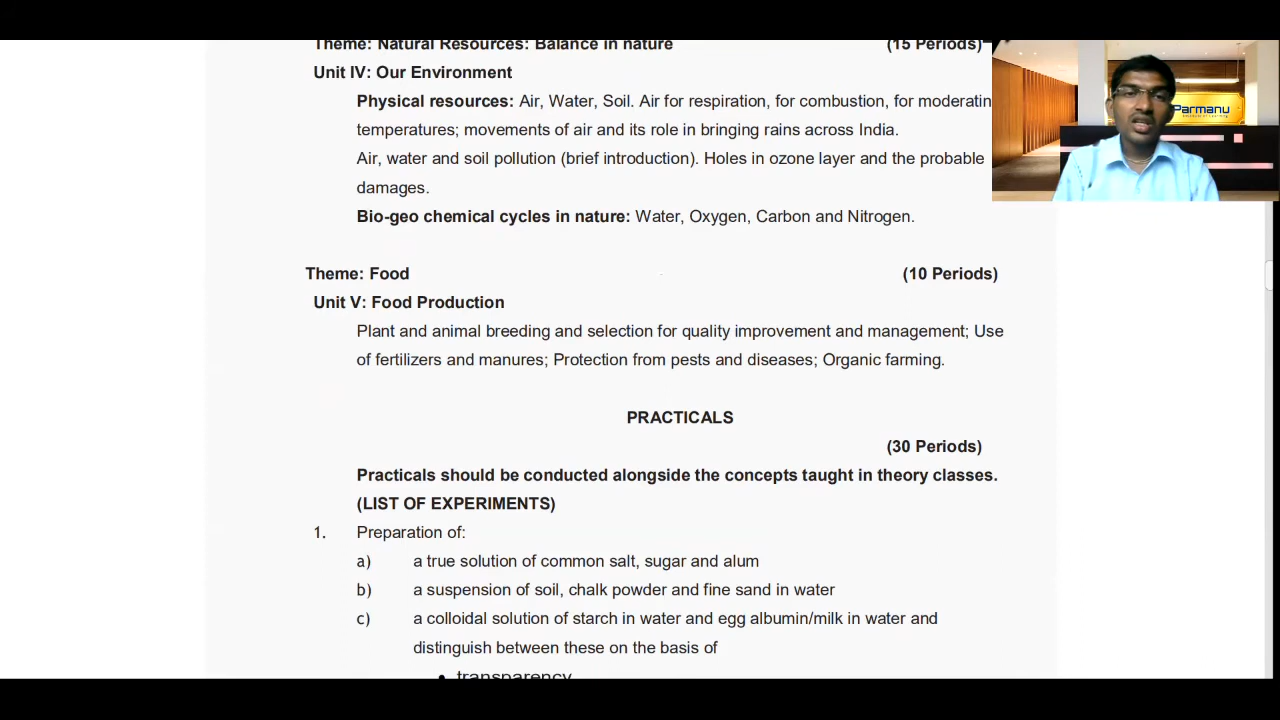 Theme: Natural Resources: Balance in nature (15 Periods)
Unit IV: Our Environment
Physical resources: Air, Water, Soil. Air for respiration, for combustion, for moderatin
temperatures; movements of air and its role in bringing rains across India.
Air, water and soil pollution (brief introduction). Holes in ozone layer and the probable
damages.
Bio-geo chemical cycles in nature: Water, Oxygen, Carbon and Nitrogen.
Theme: Food (10 Periods)
Unit V: Food Production
Plant and animal breeding and selection for quality improvement and management; Use
of fertilizers and manures; Protection from pests and diseases; Organic farming.
PRACTICALS
(30 Periods)
Practicals should be conducted alongside the concepts taught in theory classes.
(LIST OF EXPERIMENTS)
1. Preparation of:
a) a true solution of common salt, sugar and alum
b) a suspension of soil, chalk powder and fine sand in water
c) a colloidal solution of starch in water and egg albumin/milk in water and
distinguish between these on the basis of
• transparency
Parmanu